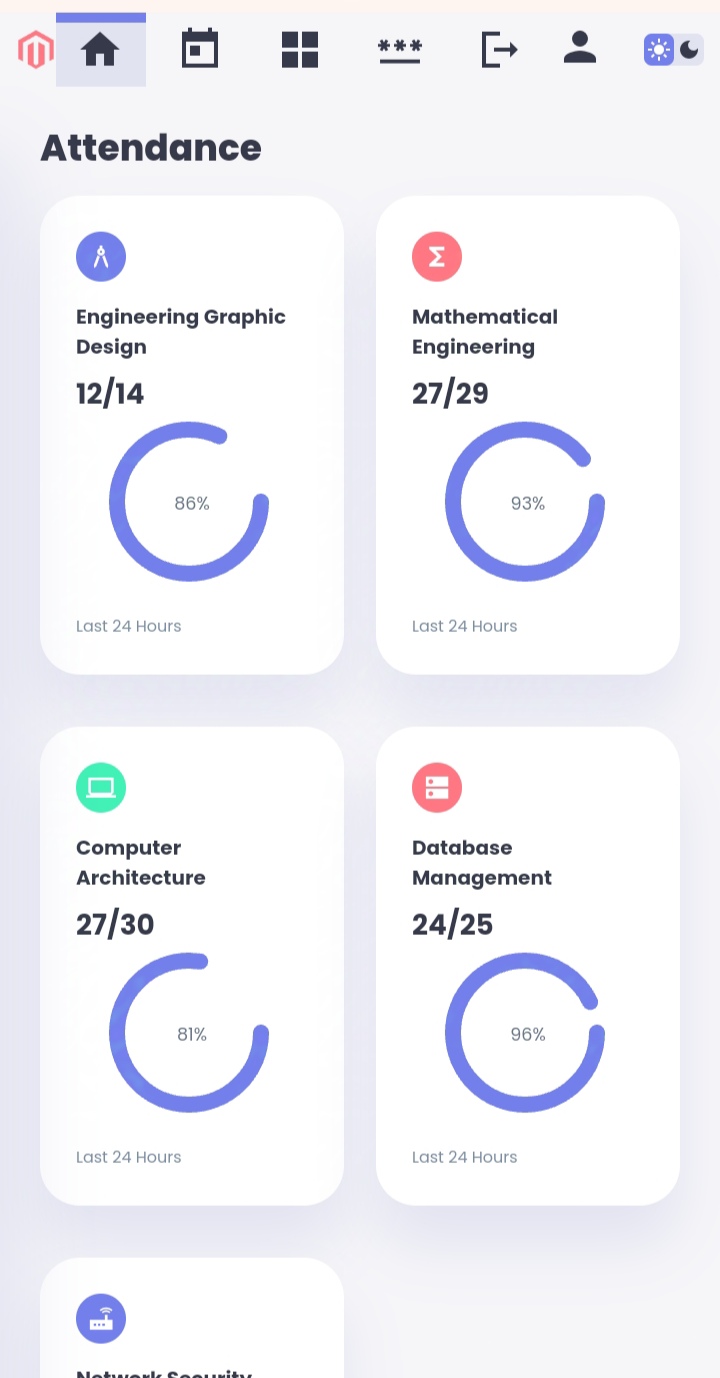 ***
Attendance
Engineering Graphic
Design
12/14
86%
Last 24 Hours
Mathematical
Engineering
27/29
93%
Last 24 Hours
Computer
Architecture
27/30
81%
Last 24 Hours
Database
Management
24/25
96%
Last 24 Hours
Network Security